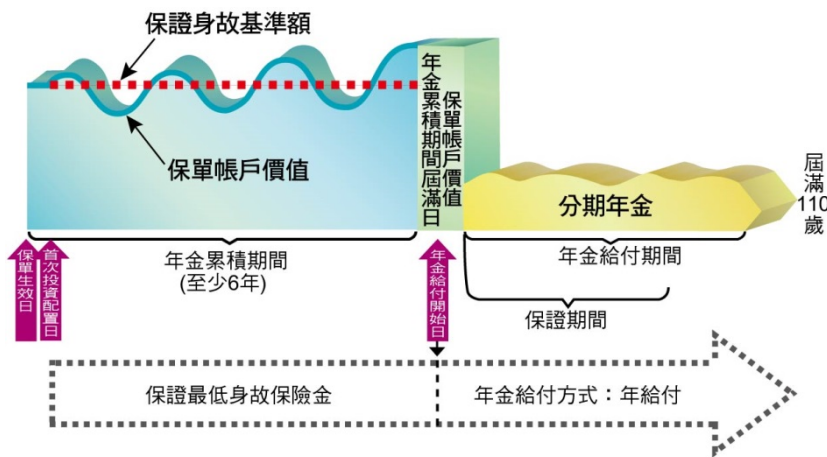 保證身故基準額
保單帳戶價值
年金累積期間屆滿日
保單帳戶價值
分期年金
屆滿110歲
保單生效日
首次投資配置日
年金累積期間
(至少6年)
年金給付開始日
年金給付期間
保證期間
保證最低身故保險金
年金給付方式：年給付